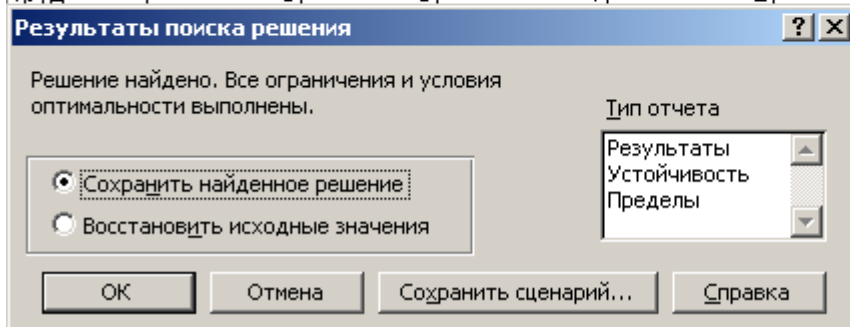 Результаты поиска решения
Решение найдено. Все ограничения и условия
оптимальности выполнены.
Тип отчета
Результаты
Устойчивость
Пределы
Сохранить найденное решение
Восстановить исходные значения
ОК
Отмена
Сохранить сценарий...
Справка